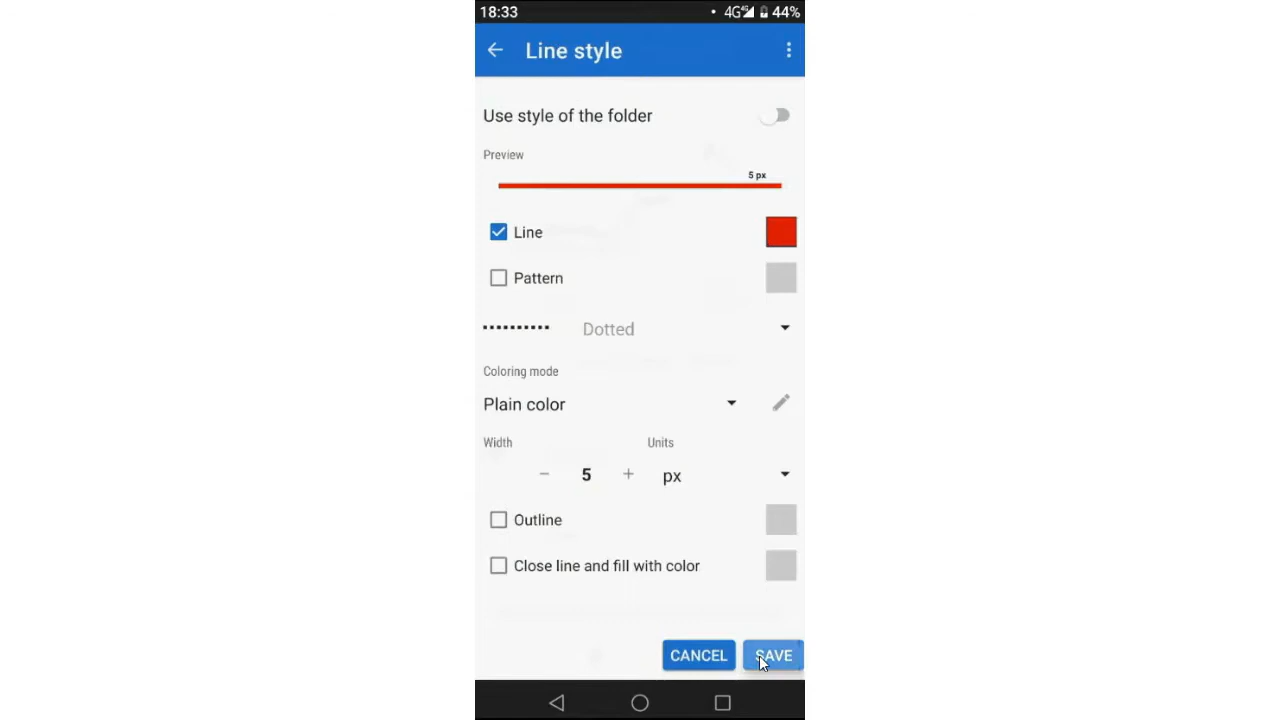 18:33 4G 44%
Line style
Use style of the folder
Preview
5 px
Line
Pattern
Dotted
Coloring mode
Plain color
Width Units
5 px
Outline
Close line and fill with color
CANCEL SAVE